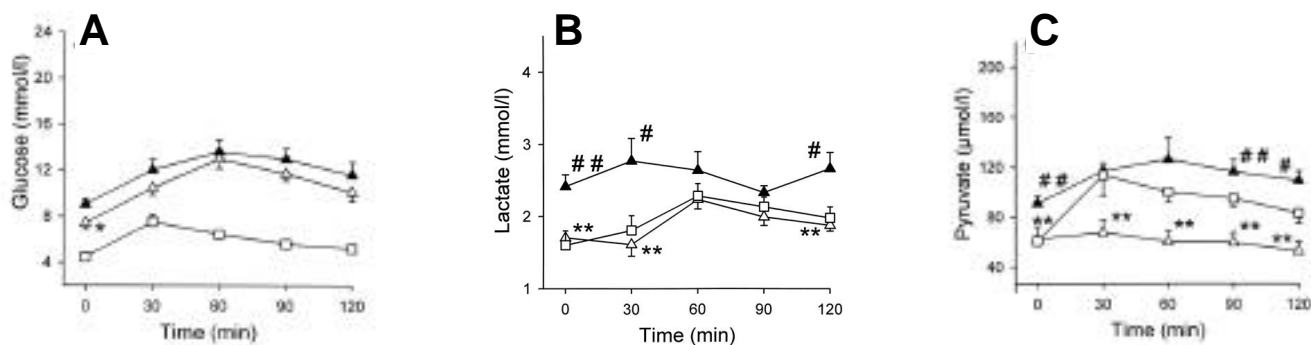 A
Glucose (mmol/l)
24
20
16
12
8
4
*
0 30 60 90 120
Time (min)
B
Lactate (mmol/l)
4
3
2
1
# #
#
#
**
**
**
0 30 60 90 120
Time (min)
C
Pyruvate (µmol/l)
200
160
120
80
40
# #
# #
#
**
**
**
**
**
0 30 60 90 120
Time (min)